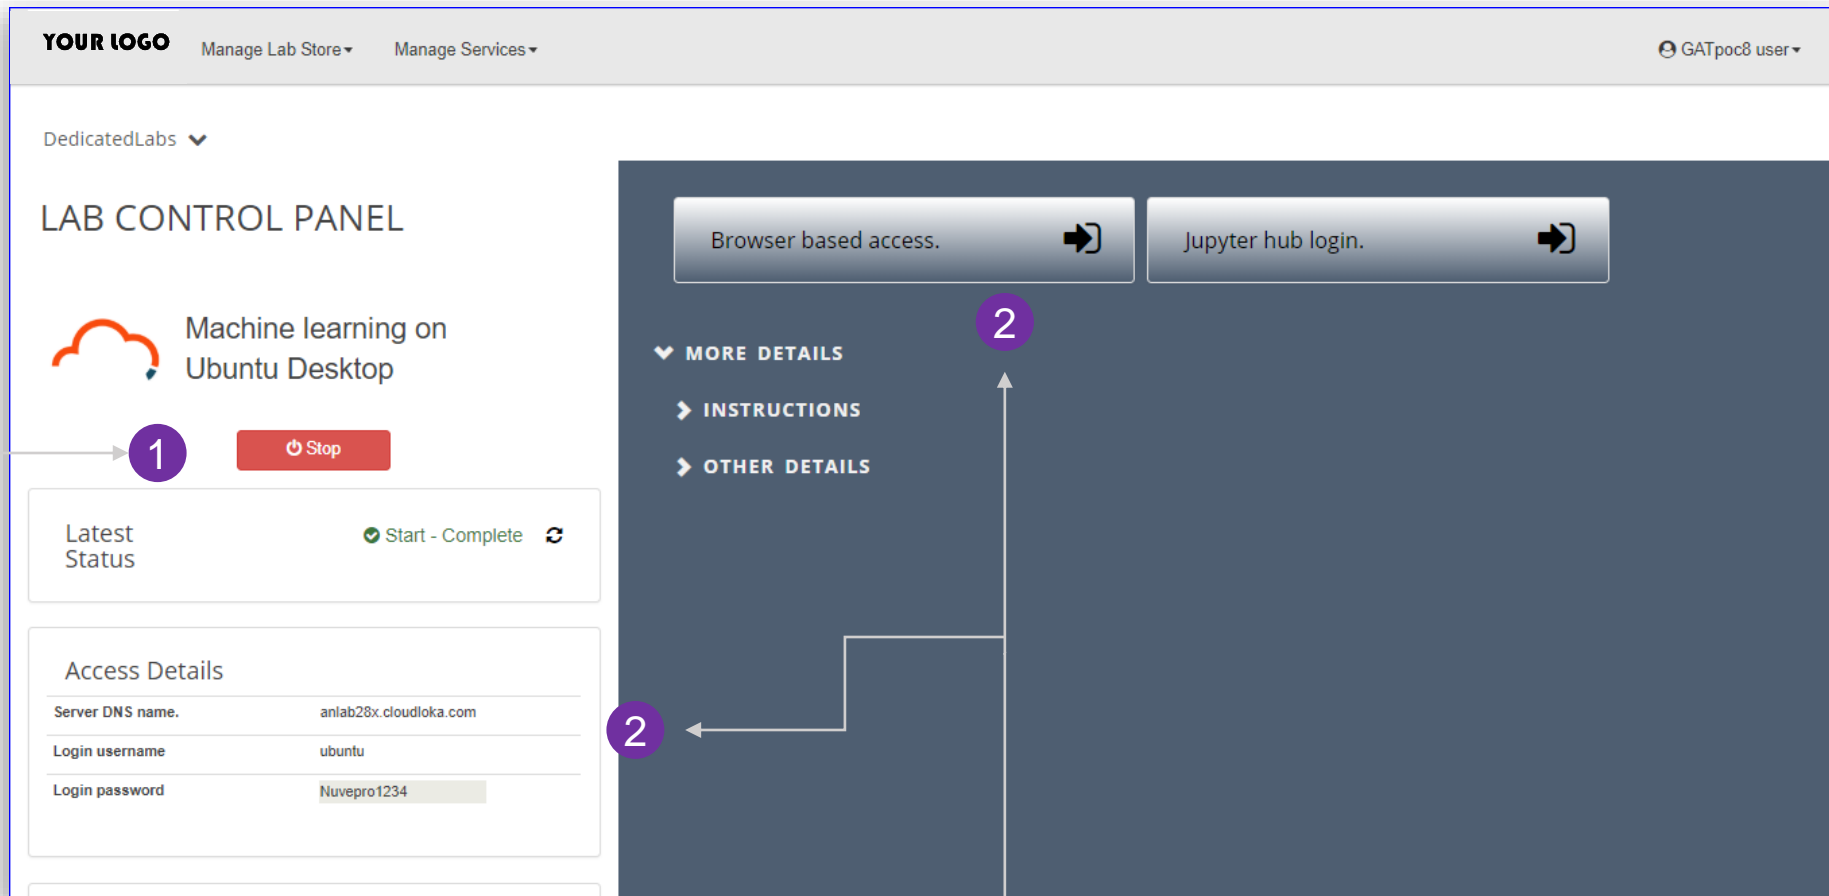 YOUR LOGO
Manage Lab Store
Manage Services
GATpoc8 user
DedicatedLabs
LAB CONTROL PANEL
Machine learning on
Ubuntu Desktop
1
Stop
Latest
Status
Start - Complete
Access Details
Server DNS name. anlab28x.cloudloka.com
Login username ubuntu
Login password Nuvepro1234
2
Browser based access.
Jupyter hub login.
2
MORE DETAILS
INSTRUCTIONS
OTHER DETAILS